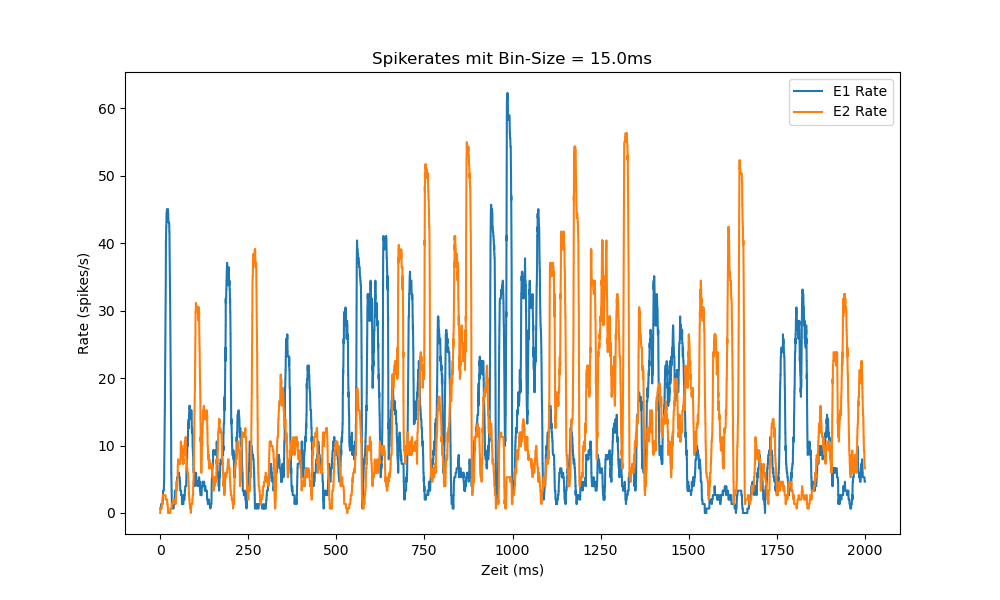 Spikerates mit Bin-Size = 15.0ms
E1 Rate
E2 Rate
Rate (spikes/s)
60
50
40
30
20
10
0
0 250 500 750 1000 1250 1500 1750 2000
Zeit (ms)